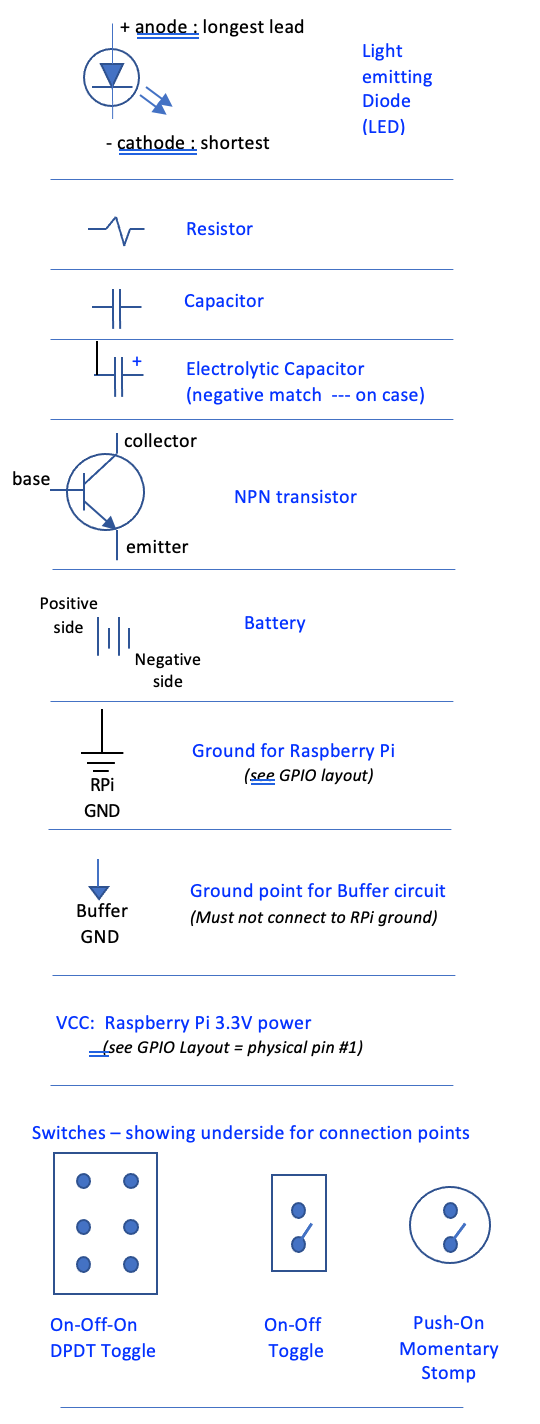 + anode : longest lead
Light
emitting
Diode
(LED)
- cathode : shortest
Resistor
Capacitor
+
Electrolytic Capacitor
(negative match --- on case)
collector
base
NPN transistor
emitter
Positive
side
Battery
Negative
side
Ground for Raspberry Pi
(see GPIO layout)
RPi
GND
Ground point for Buffer circuit
Buffer
(Must not connect to RPi ground)
GND
VCC: Raspberry Pi 3.3V power
(see GPIO Layout = physical pin #1)
Switches – showing underside for connection points
On-Off-On
DPDT Toggle
On-Off
Toggle
Push-On
Momentary
Stomp